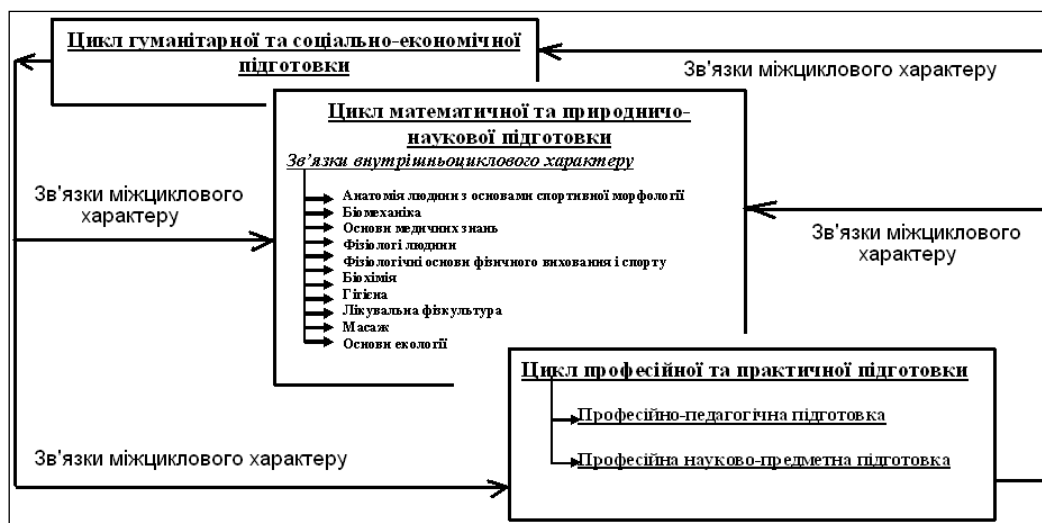 Цикл гуманітарної та соціально-економічної
підготовки
Зв'язки міжциклового характеру
Цикл математичної та природничо-
наукової підготовки
Зв’язки внутрішньоциклового характеру
Зв'язки міжциклового
характеру
Анатомія людини з основами спортивної морфології
Біомеханіка
Основи медичних знань
Фізіологі людини
Фізіологічні основи фізичного виховання і спорту
Біохімія
Гігієна
Лікувальна фізкультура
Масаж
Основи екології
Зв'язки міжциклового
характеру
Цикл професійної та практичної підготовки
Професійно-педагогічна підготовка
Зв'язки міжциклового характеру
Професійна науково-предметна підготовка